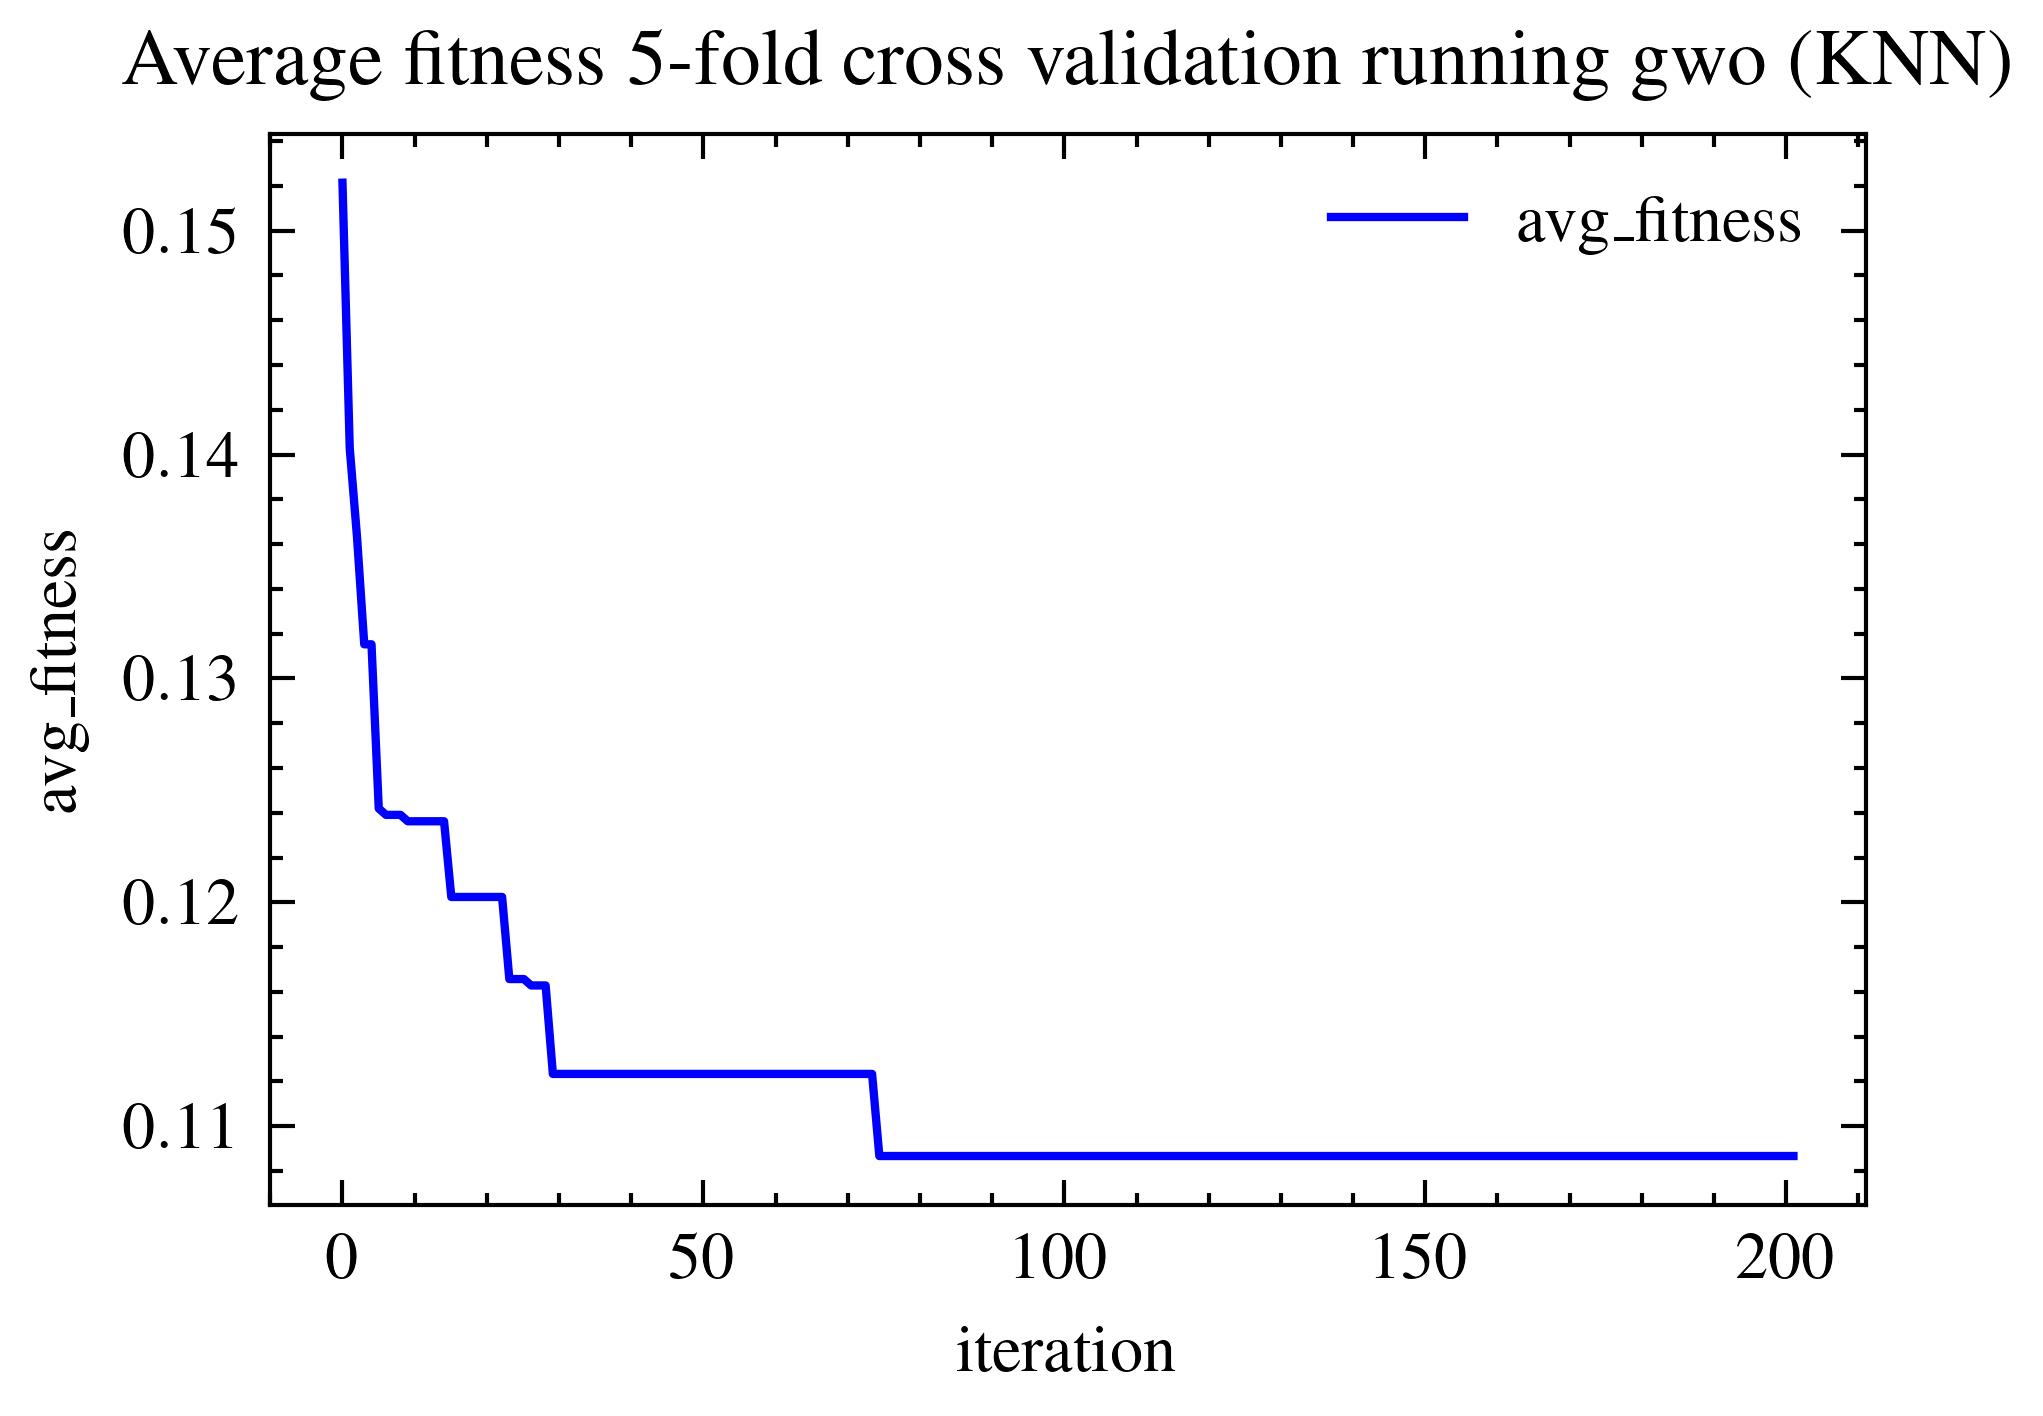 Average fitness 5-fold cross validation running gwo (KNN)
avg_fitness
0.15
0.14
0.13
0.12
0.11
avg_fitness
0 50 100 150 200
iteration